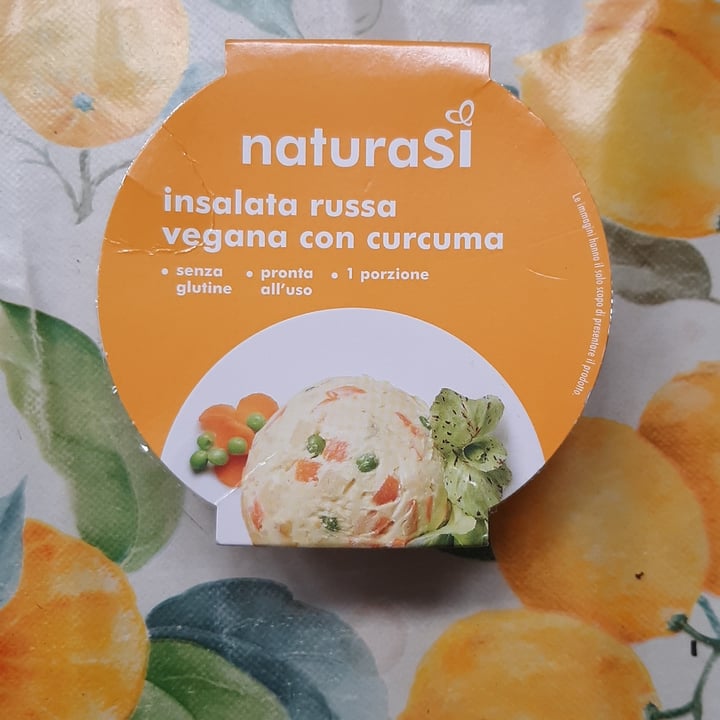 naturaSì
insalata russa
vegana con curcuma
• senza glutine
• pronta all'uso
• 1 porzione
Le immagini hanno il solo scopo di presentare il prodotto.